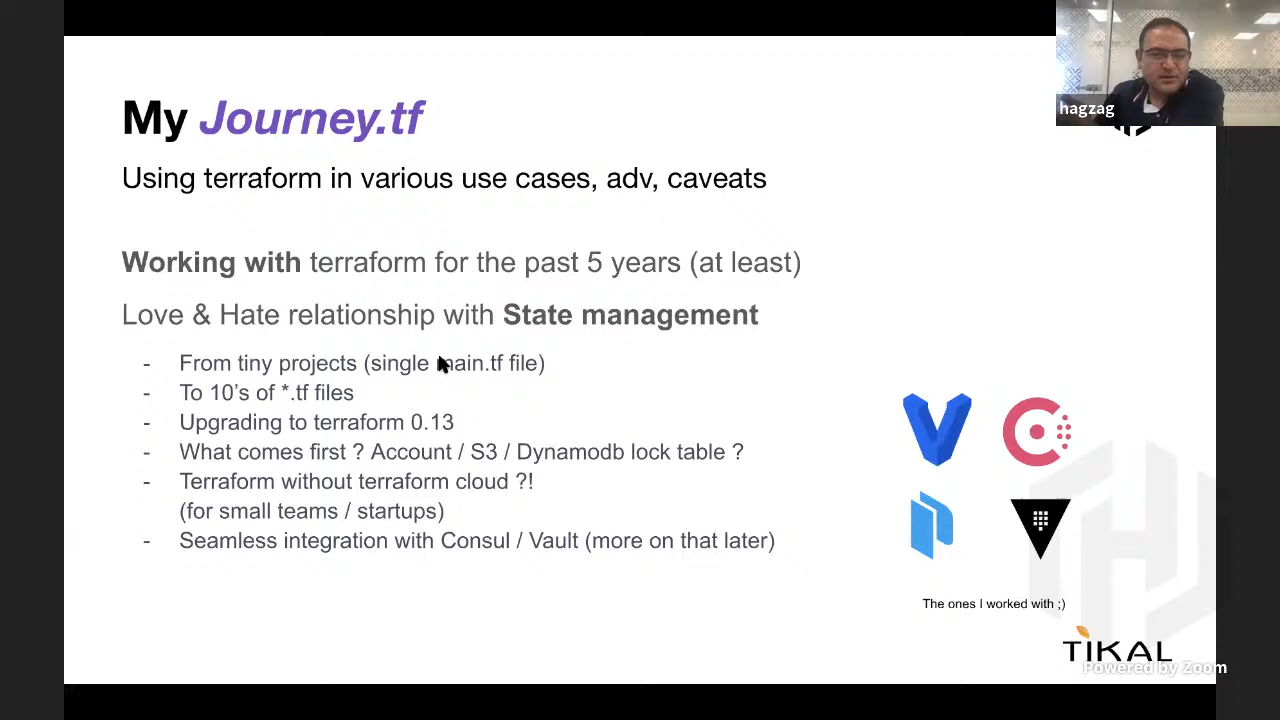 hagzag
My Journey.tf
Using terraform in various use cases, adv, caveats
Working with terraform for the past 5 years (at least)
Love & Hate relationship with State management
- From tiny projects (single main.tf file)
- To 10’s of *.tf files
- Upgrading to terraform 0.13
- What comes first ? Account / S3 / Dynamodb lock table ?
- Terraform without terraform cloud ?!
(for small teams / startups)
- Seamless integration with Consul / Vault (more on that later)
The ones I worked with ;)
TIKAL
Powered by Zoom